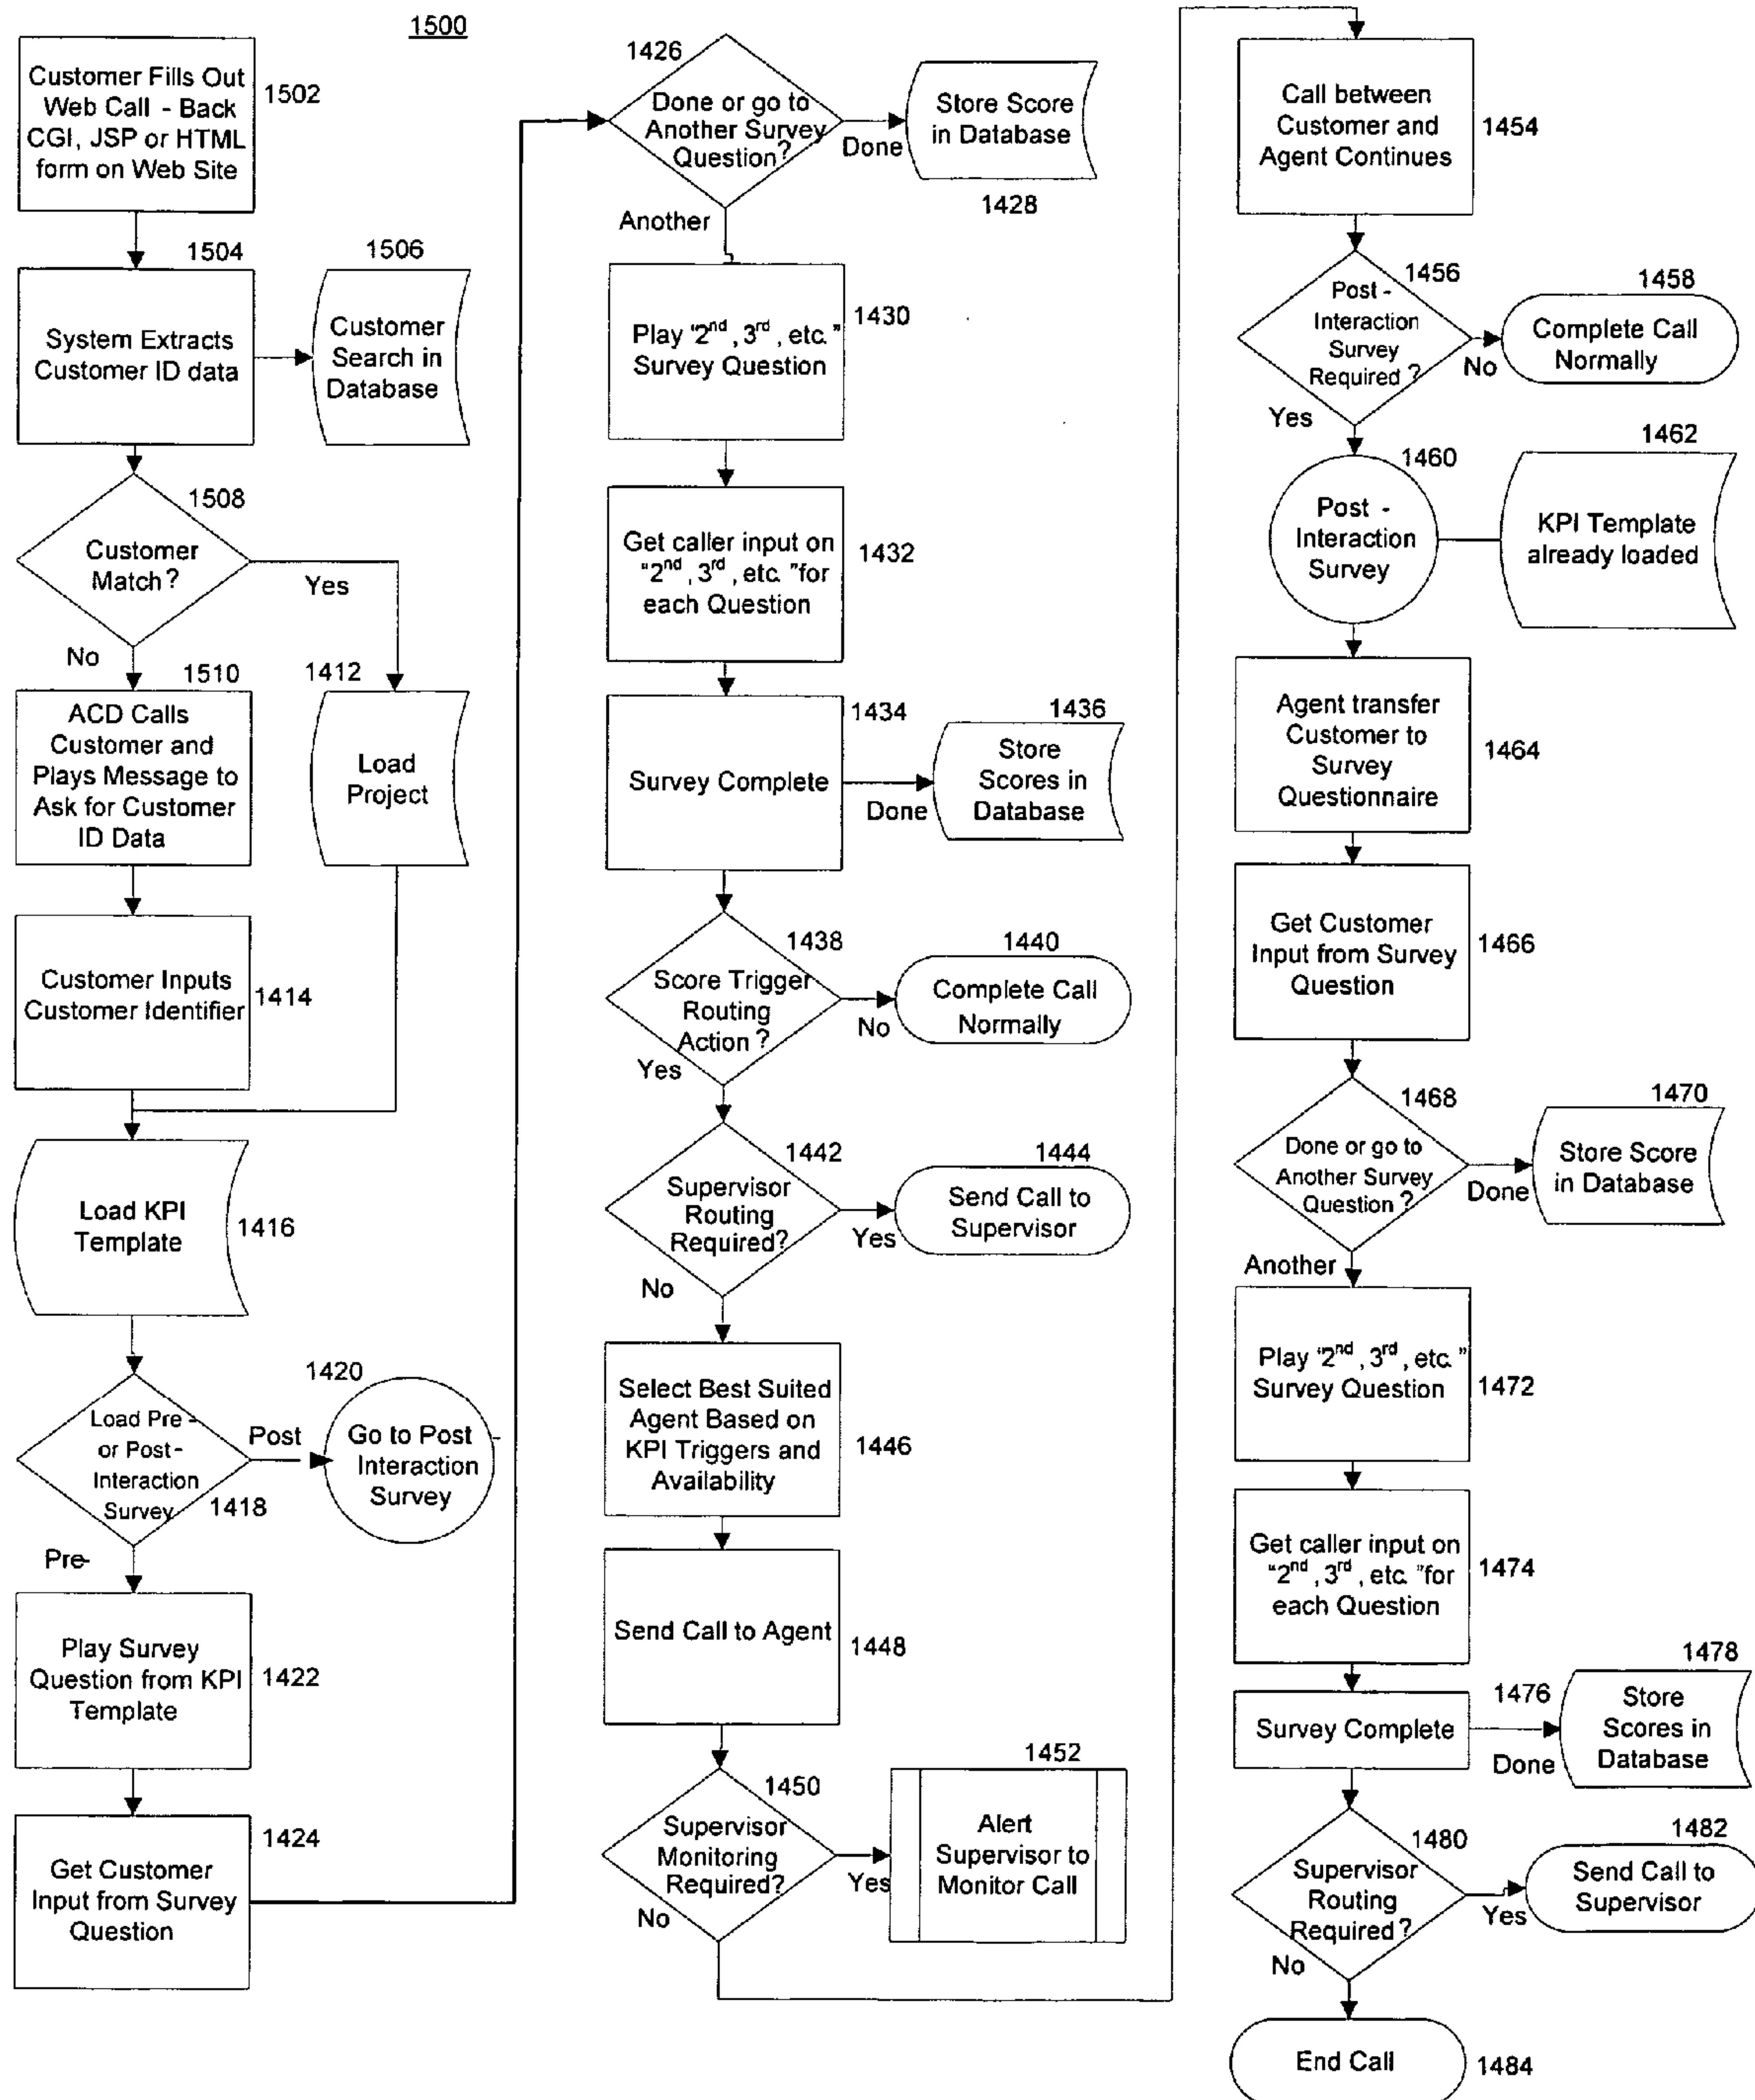 1500
Customer Fills Out
Web Call - Back
CGI, JSP or HTML
form on Web Site
1502
1504
System Extracts
Customer ID data
1506
Customer
Search in
Database
1508
Customer
Match?
Yes
No
1510
ACD Calls
Customer and
Plays Message to
Ask for Customer
ID Data
1412
Load
Project
Customer Inputs
Customer Identifier
1414
Load KPI
Template
1416
Load Pre -
or Post -
Interaction
Survey
1418
Post
1420
Go to Post
Interaction
Survey
Pre-
Play Survey
Question from KPI
Template
1422
1424
Get Customer
Input from Survey
Question
1426
Done or go to
Another Survey
Question?
Done
Store Score
in Database
1428
Another
Play "2nd, 3rd, etc."
Survey Question
1430
Get caller input on
"2nd, 3rd, etc. "for
each Question
1432
1434
Survey Complete
Done
1436
Store
Scores in
Database
1438
Score Trigger
Routing
Action ?
No
1440
Complete Call
Normally
Yes
1442
Supervisor
Routing
Required?
Yes
1444
Send Call to
Supervisor
No
Select Best Suited
Agent Based on
KPI Triggers and
Availability
1446
Send Call to Agent
1448
1450
Supervisor
Monitoring
Required?
Yes
1452
Alert
Supervisor to
Monitor Call
No
Call between
Customer and
Agent Continues
1454
1456
Post -
Interaction
Survey
Required ?
No
1458
Complete Call
Normally
Yes
1460
Post -
Interaction
Survey
1462
KPI Template
already loaded
Agent transfer
Customer to
Survey
Questionnaire
1464
Get Customer
Input from Survey
Question
1466
1468
Done or go to
Another Survey
Question ?
Done
1470
Store Score
in Database
Another
Play "2nd, 3rd, etc."
Survey Question
1472
Get caller input on
"2nd, 3rd, etc. "for
each Question
1474
Survey Complete
1476
Done
1478
Store
Scores in
Database
1480
Supervisor
Routing
Required ?
Yes
1482
Send Call to
Supervisor
No
End Call
1484